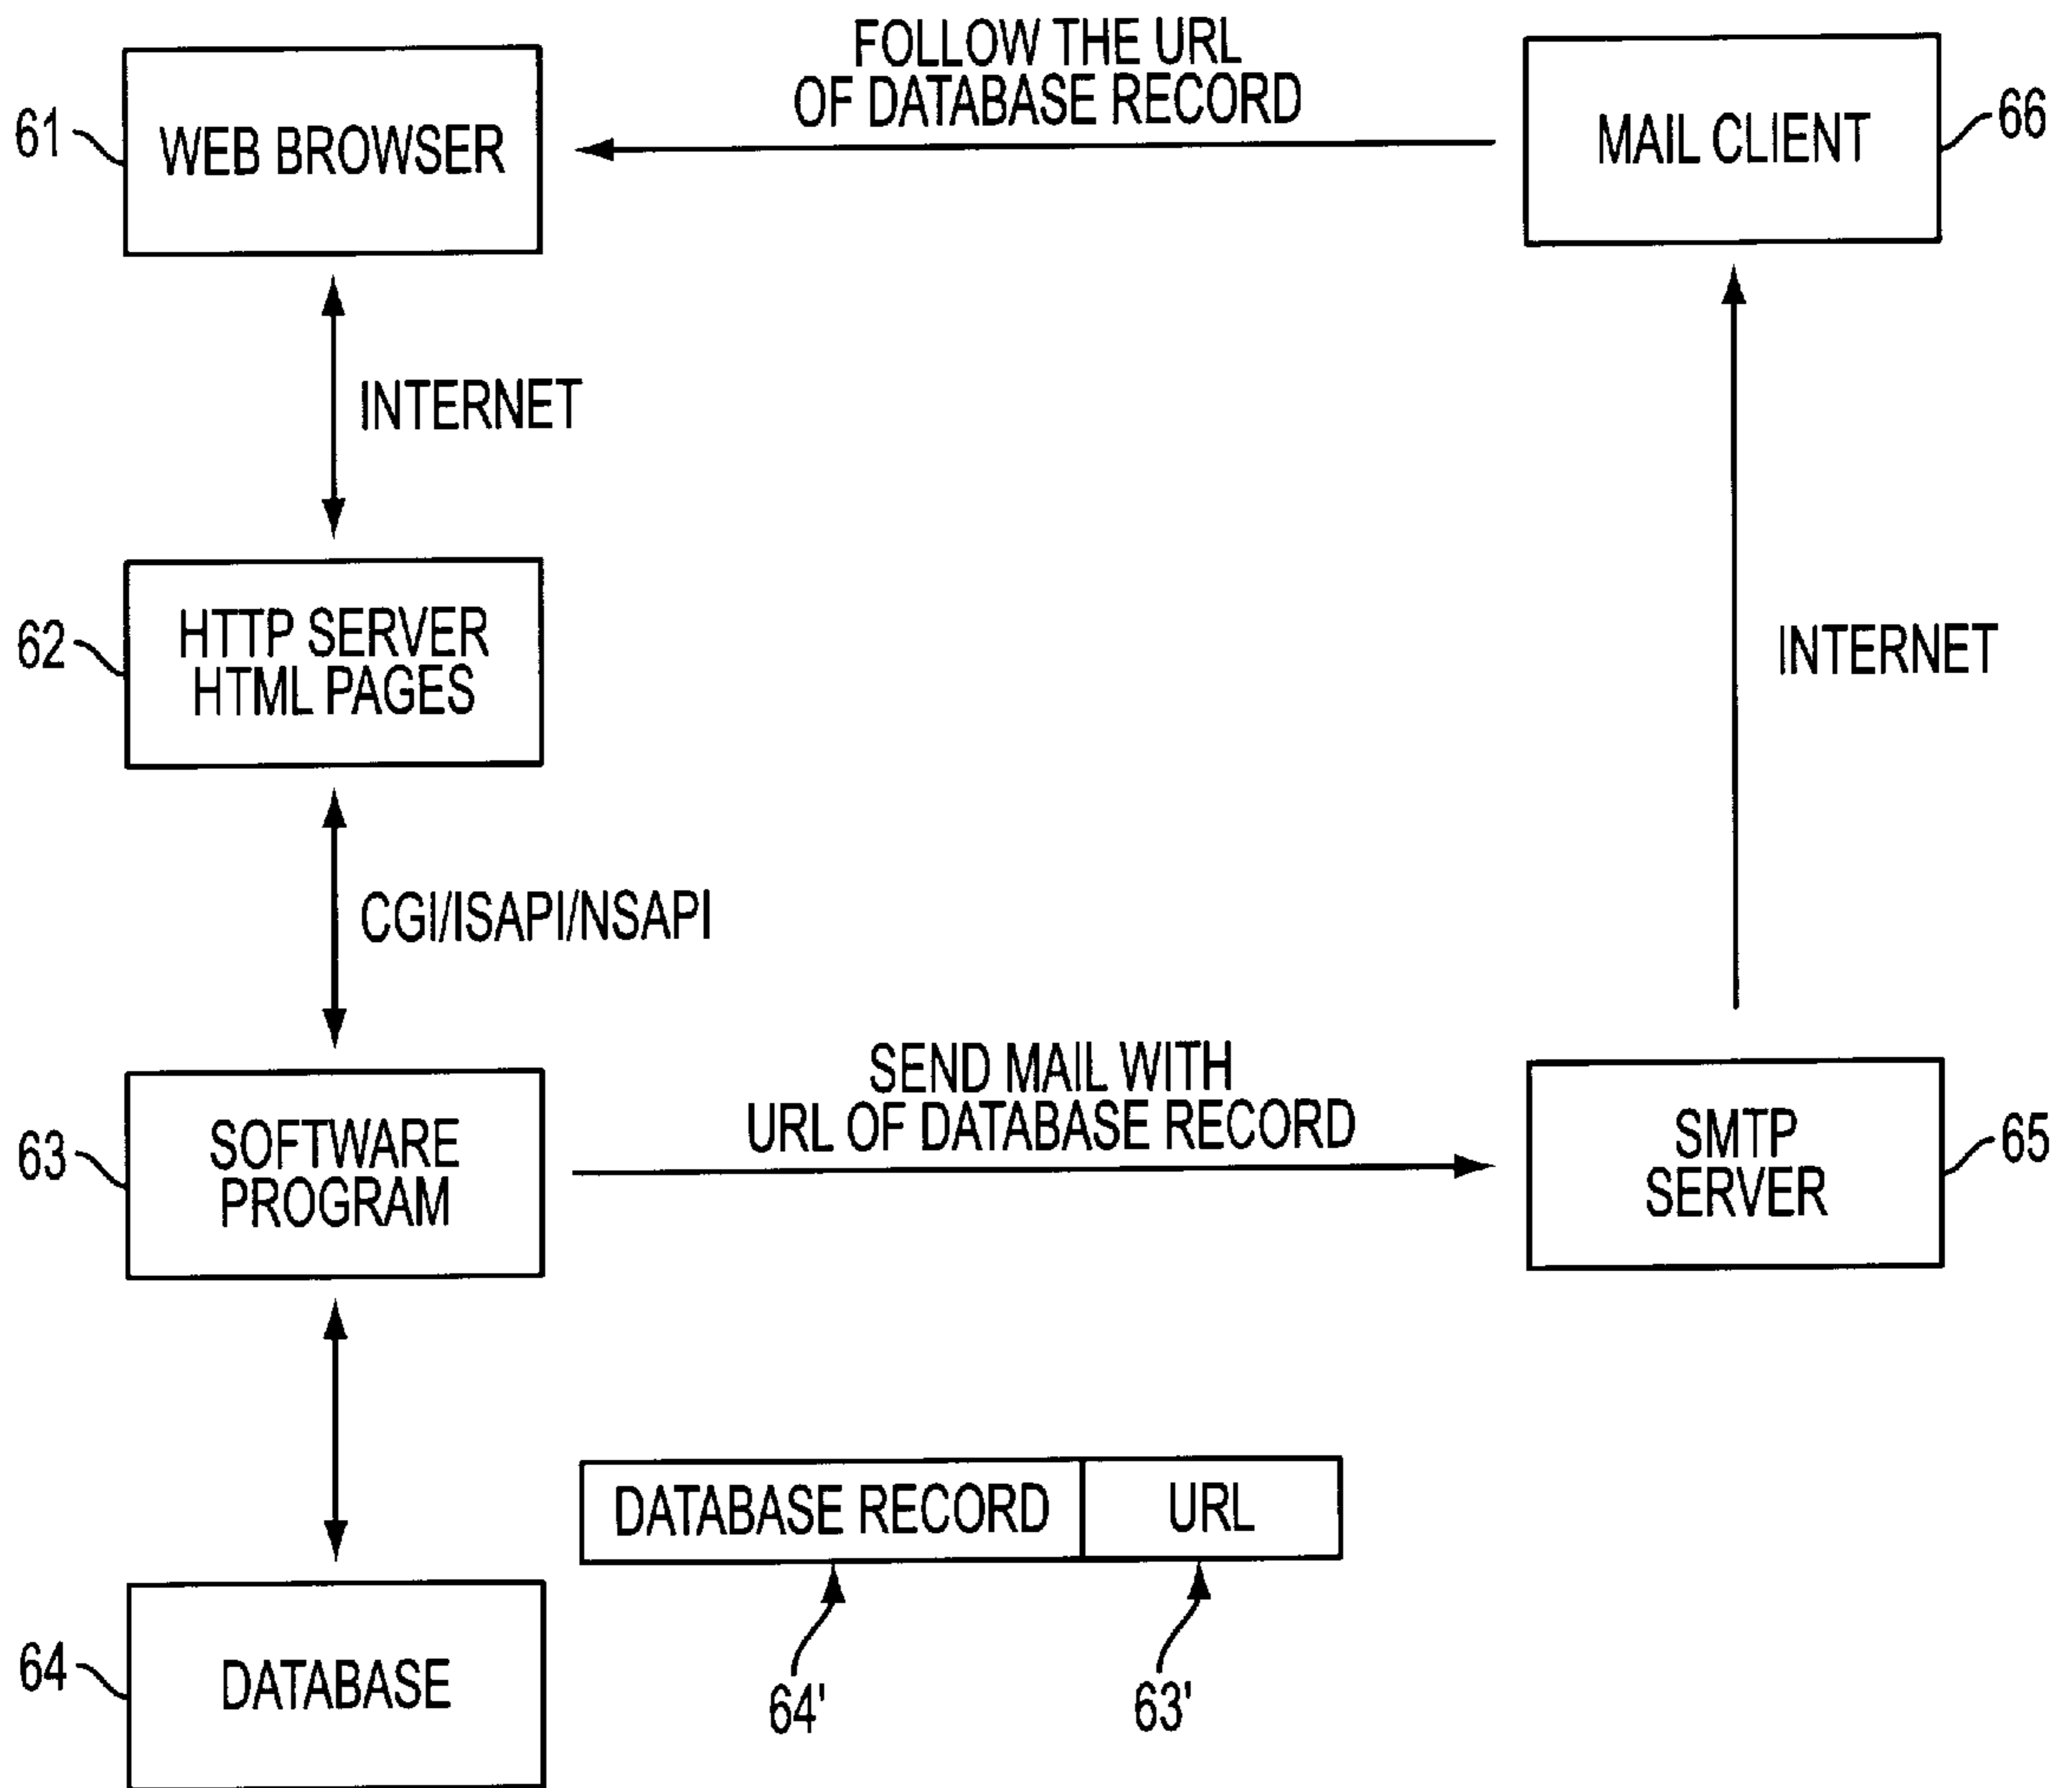 FOLLOW THE URL
OF DATABASE RECORD
61
WEB BROWSER
MAIL CLIENT
66
INTERNET
62
HTTP SERVER
HTML PAGES
INTERNET
CGI/ISAPI/NSAPI
SEND MAIL WITH
URL OF DATABASE RECORD
63
SOFTWARE
PROGRAM
SMTP
SERVER
65
DATABASE RECORD
URL
64
DATABASE
64'
63'